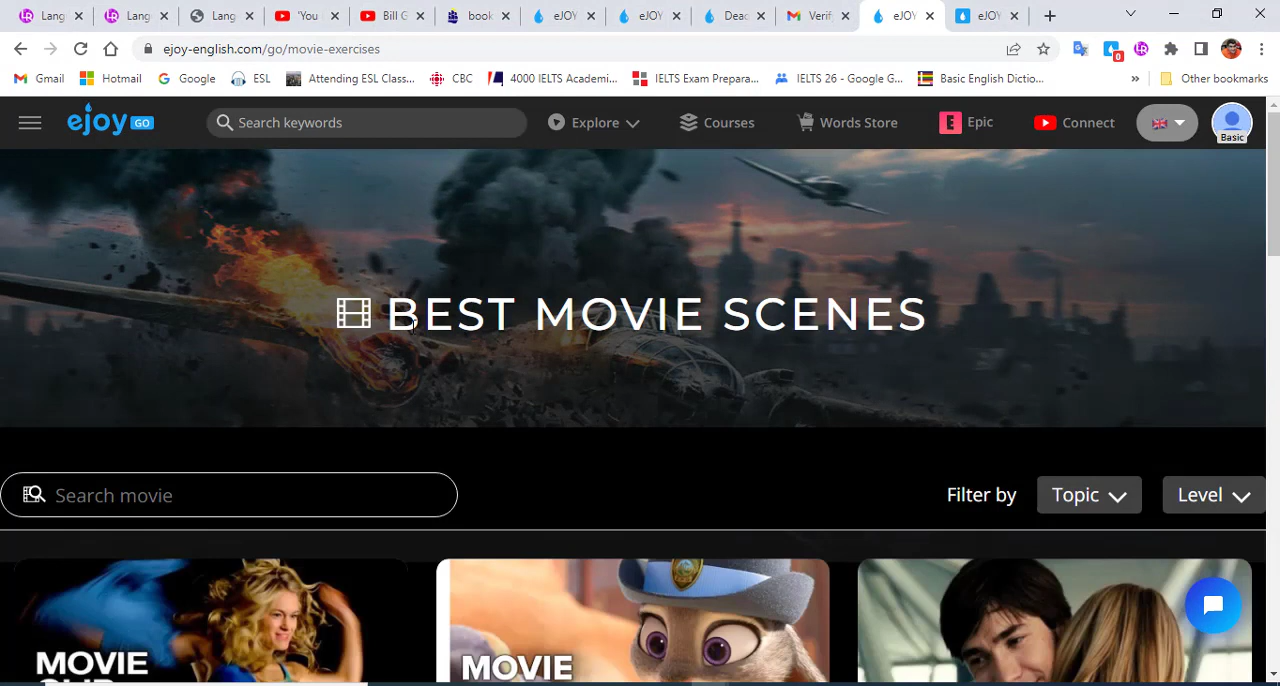 Lang
Lang
Lang
'You
Bill G
book
eJOY
eJOY
Deac
Verify
eJOY
eJOY
ejoy-english.com/go/movie-exercises
0
Gmail
Hotmail
Google
ESL
Attending ESL Class...
CBC
4000 IELTS Academi...
IELTS Exam Prepara...
IELTS 26 - Google G...
Basic English Dictio...
»
Other bookmarks
ejoy GO
Search keywords
Explore
Courses
Words Store
E Epic
Connect
Basic
BEST MOVIE SCENES
Search movie
Filter by
Topic
Level
MOVIE
MOVIE